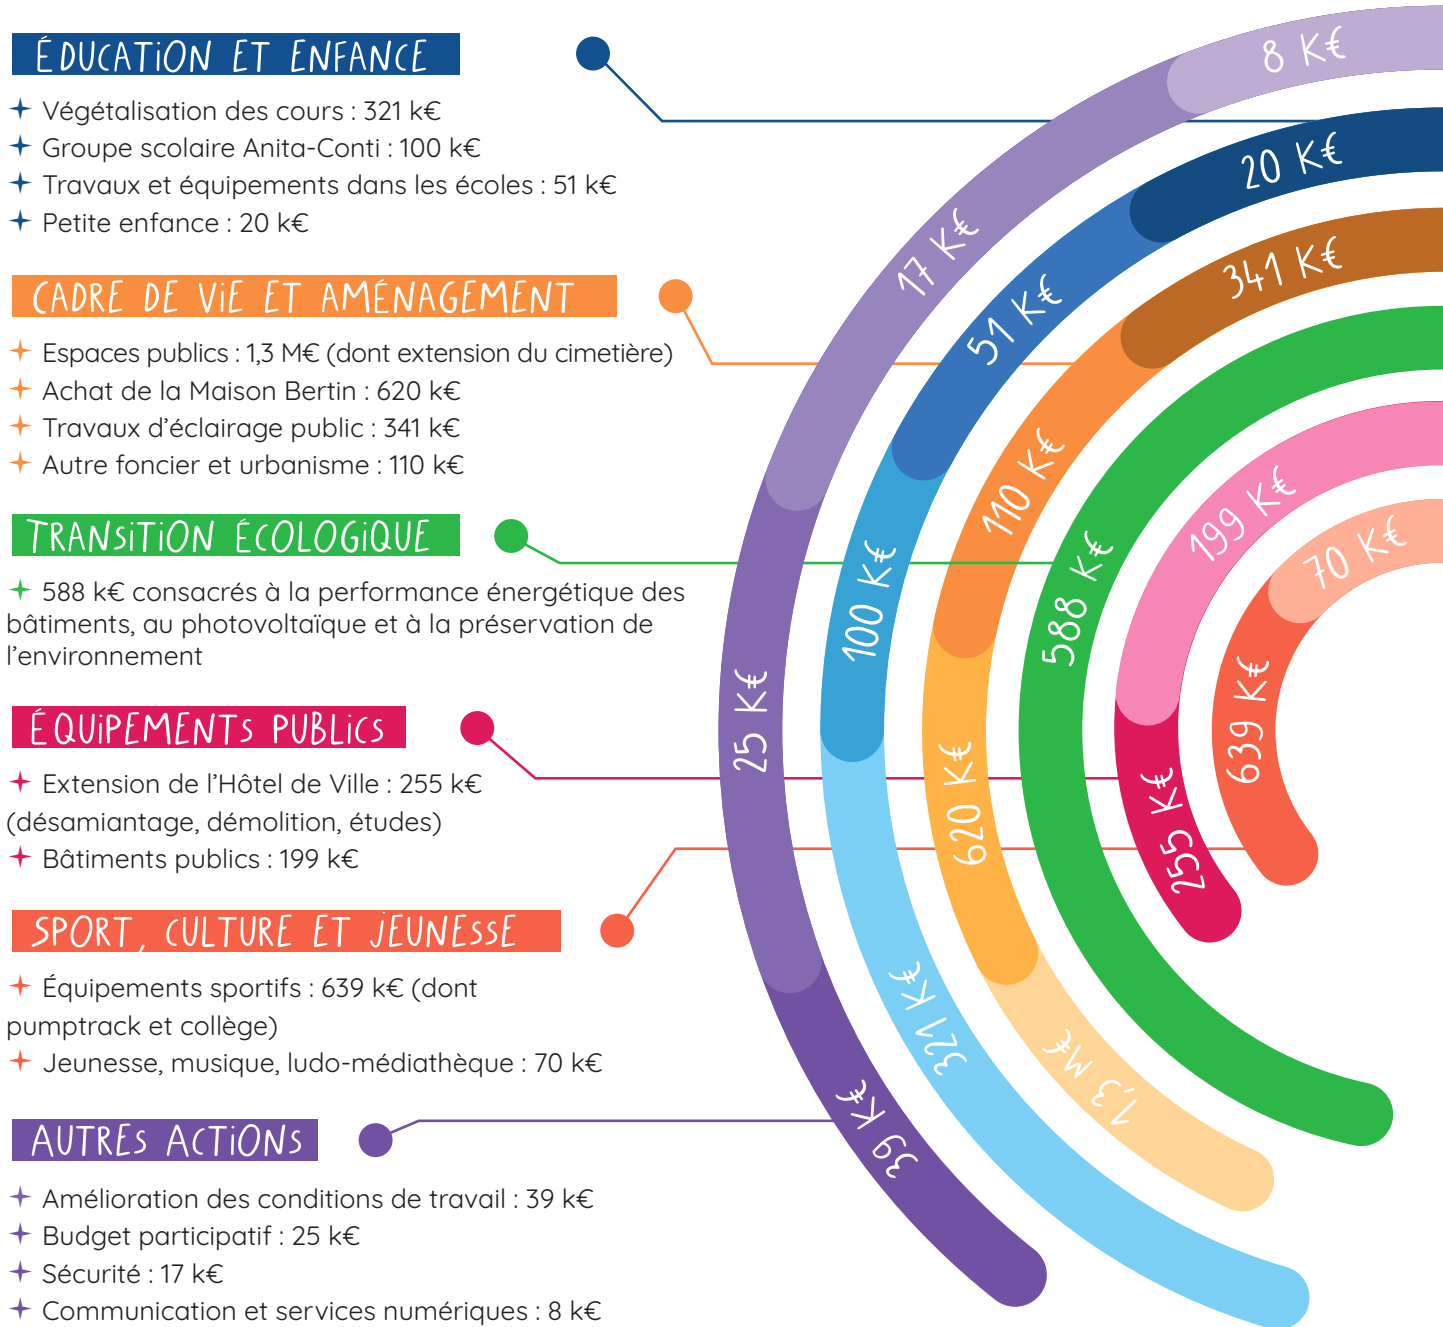 ÉDUCATiON ET ENFANCE
Végétalisation des cours : 321 k€
Groupe scolaire Anita-Conti : 100 k€
Travaux et équipements dans les écoles : 51 k€
Petite enfance : 20 k€
CADRE DE ViE ET AMÉNAGEMENT
Espaces publics : 1,3 M€ (dont extension du cimetière)
Achat de la Maison Bertin : 620 k€
Travaux d’éclairage public : 341 k€
Autre foncier et urbanisme : 110 k€
TRANSiTiON ÉCOLOGiQUE
588 k€ consacrés à la performance énergétique des
bâtiments, au photovoltaïque et à la préservation de
l’environnement
ÉQUiPEMENTS PUBLiCS
Extension de l’Hôtel de Ville : 255 k€
(désamiantage, démolition, études)
Bâtiments publics : 199 k€
SPORT, CULTURE ET JEUNESSE
Équipements sportifs : 639 k€ (dont
pumptrack et collège)
Jeunesse, musique, ludo-médiathèque : 70 k€
AUTRES ACTiONS
Amélioration des conditions de travail : 39 k€
Budget participatif : 25 k€
Sécurité : 17 k€
Communication et services numériques : 8 k€
8 K€
17 K€
25 K€
39 K€
20 K€
51 K€
100 K€
321 K€
341 K€
110 K€
620 K€
1,3 M€
588 K€
199 K€
255 K€
70 K€
639 K€